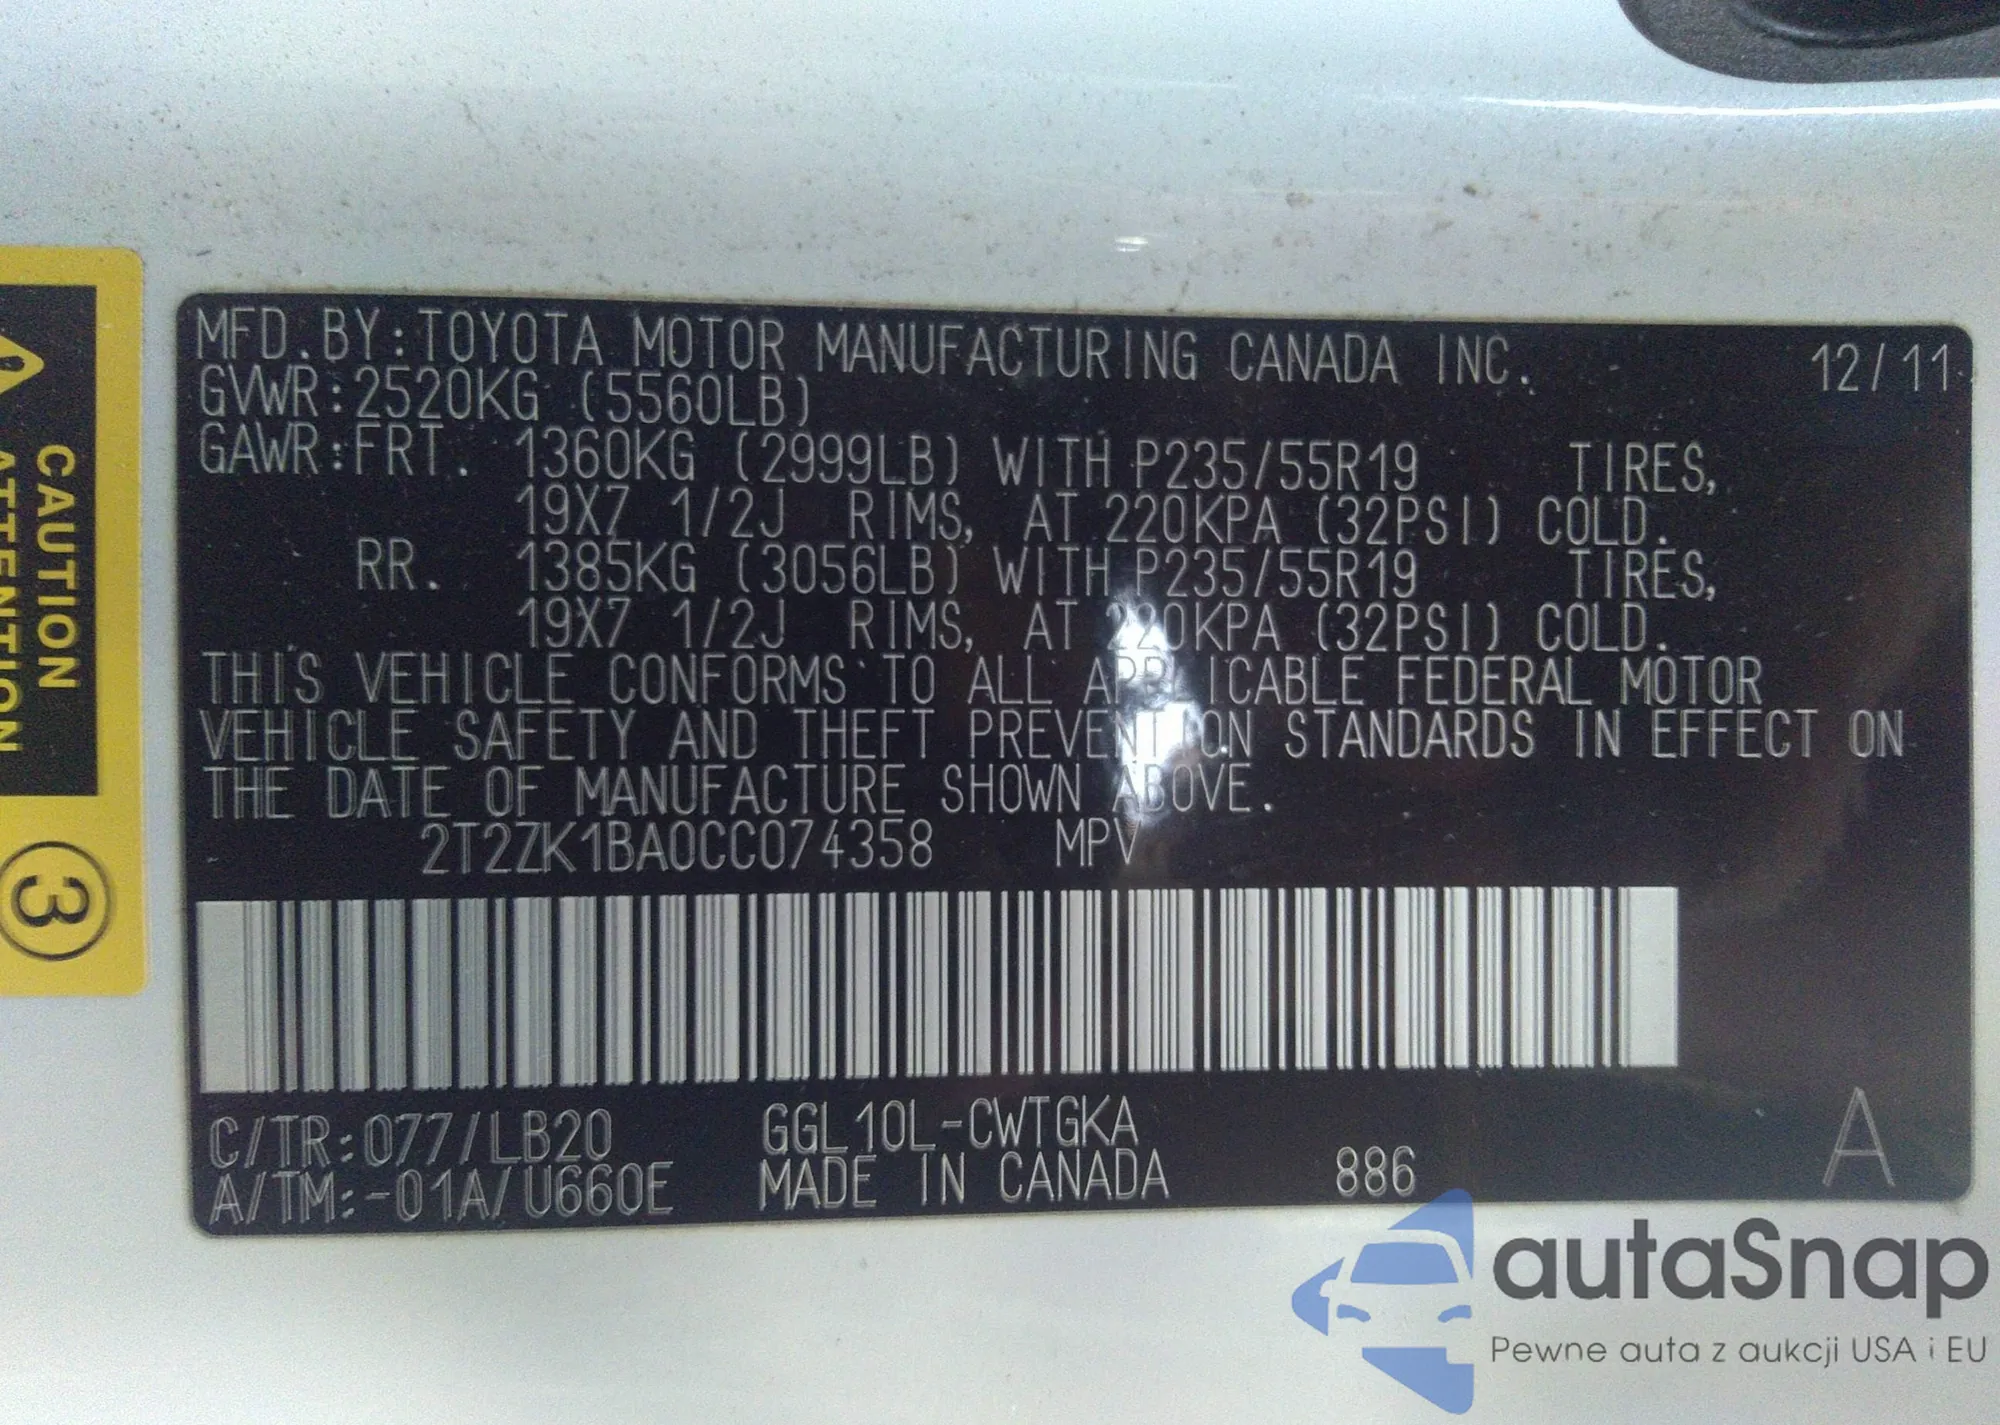 MFD.BY:TOYOTA MOTOR MANUFACTURING CANADA INC. 12/11
GVWR:2520KG (5560LB)
GAWR:FRT. 1360KG (2999LB) WITH P235/55R19 TIRES,
19X7 1/2J RIMS, AT 220KPA (32PSI) COLD.
RR. 1385KG (3056LB) WITH P235/55R19 TIRES,
19X7 1/2J RIMS, AT 220KPA (32PSI) COLD.
THIS VEHICLE CONFORMS TO ALL APPLICABLE FEDERAL MOTOR
VEHICLE SAFETY AND THEFT PREVENTION STANDARDS IN EFFECT ON
THE DATE OF MANUFACTURE SHOWN ABOVE.
2T2ZK1BA0CC074358 MPV
C/TR:077/LB20 GGL10L-CWTGKA A
A/TM:-01A/U660E MADE IN CANADA 886
CAUTION
ATTENTION
3
autaSnap
Pewne auta z aukcji USA i EU